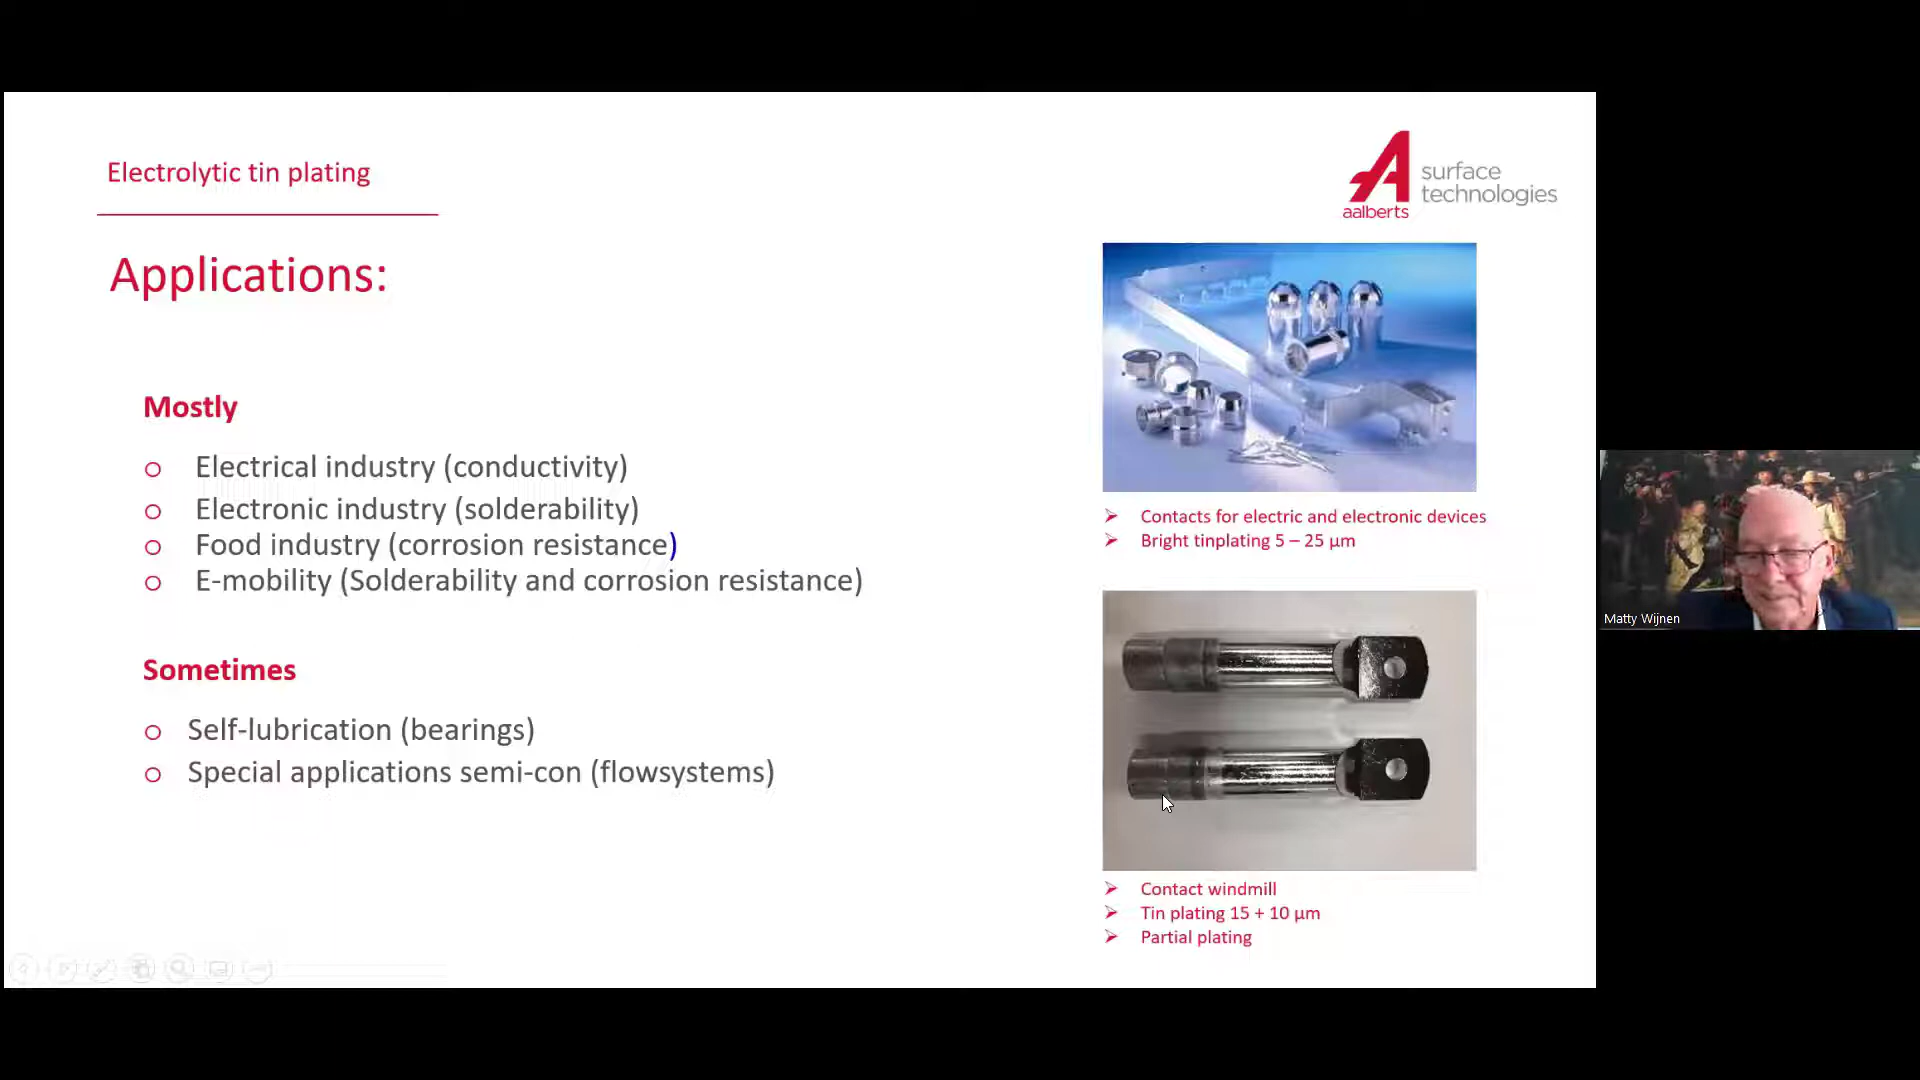 Electrolytic tin plating
surface
technologies
aalberts
Applications:
Mostly
Electrical industry (conductivity)
Electronic industry (solderability)
Food industry (corrosion resistance)
E-mobility (Solderability and corrosion resistance)
Sometimes
Self-lubrication (bearings)
Special applications semi-con (flowsystems)
Contacts for electric and electronic devices
Bright tinplating 5 – 25 µm
Contact windmill
Tin plating 15 + 10 µm
Partial plating
Matty Wijnen